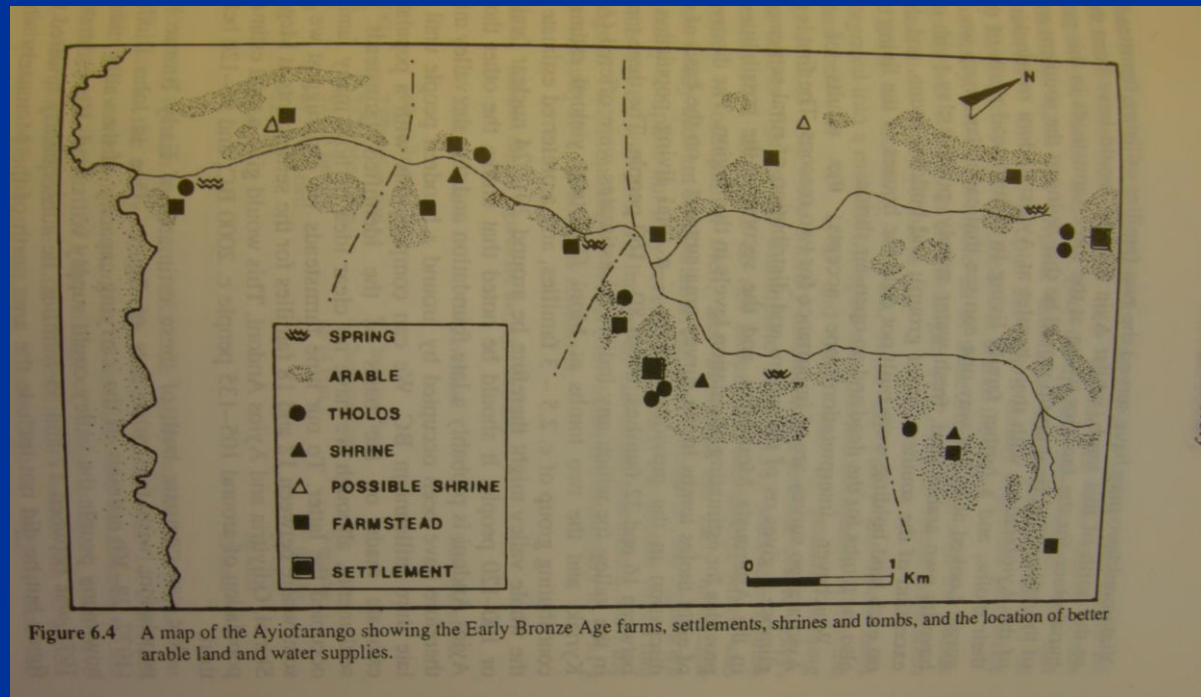 N
SPRING
ARABLE
THOLOS
SHRINE
POSSIBLE SHRINE
FARMSTEAD
SETTLEMENT
0 1
Km
Figure 6.4 A map of the Ayiofarango showing the Early Bronze Age farms, settlements, shrines and tombs, and the location of better
arable land and water supplies.